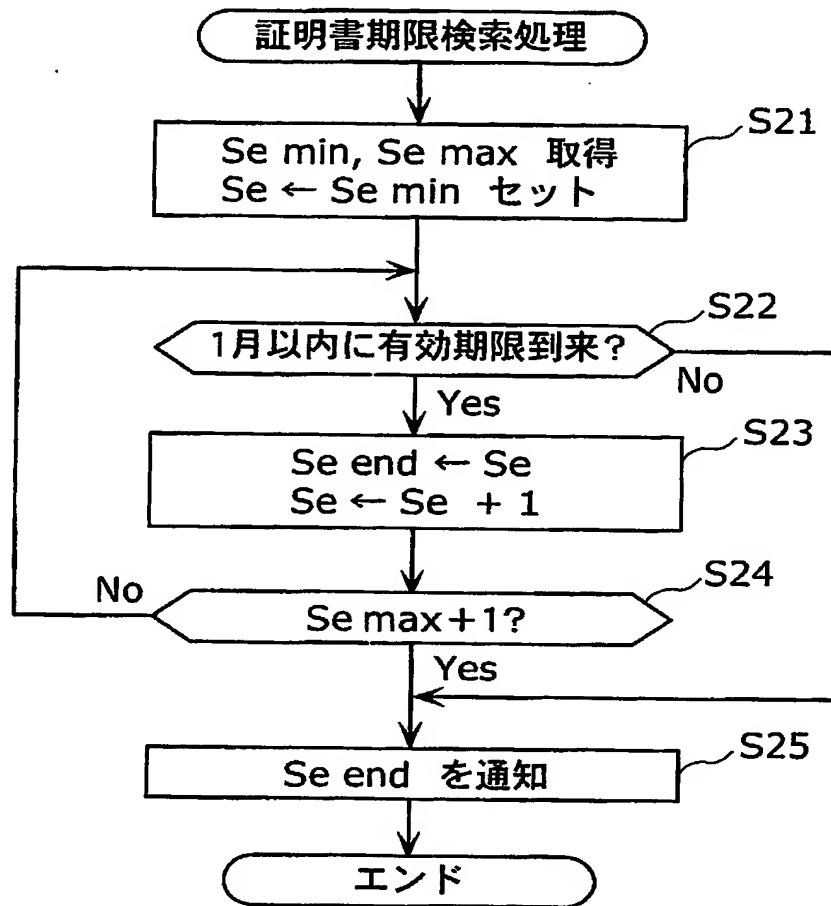 証明書期限検索処理
S21
Se min, Se max 取得
Se ← Se min セット
S22
1月以内に有効期限到来?
No
Yes
S23
Se end ← Se
Se ← Se + 1
No
S24
Se max+1?
Yes
S25
Se end を通知
エンド